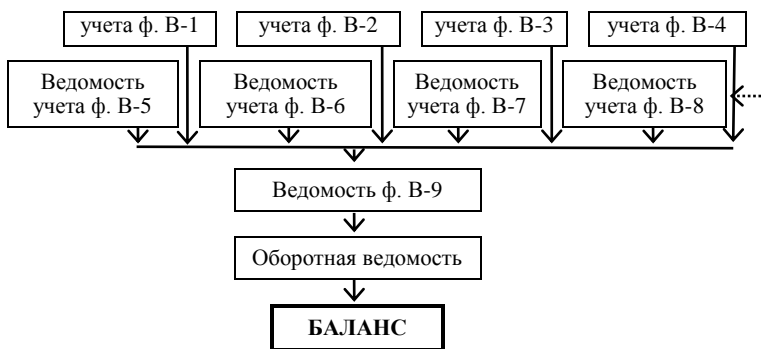 учета ф. В-1
учета ф. В-2
учета ф. В-3
учета ф. В-4
Ведомость
учета ф. В-5
Ведомость
учета ф. В-6
Ведомость
учета ф. В-7
Ведомость
учета ф. В-8
Ведомость ф. В-9
Оборотная ведомость
БАЛАНС